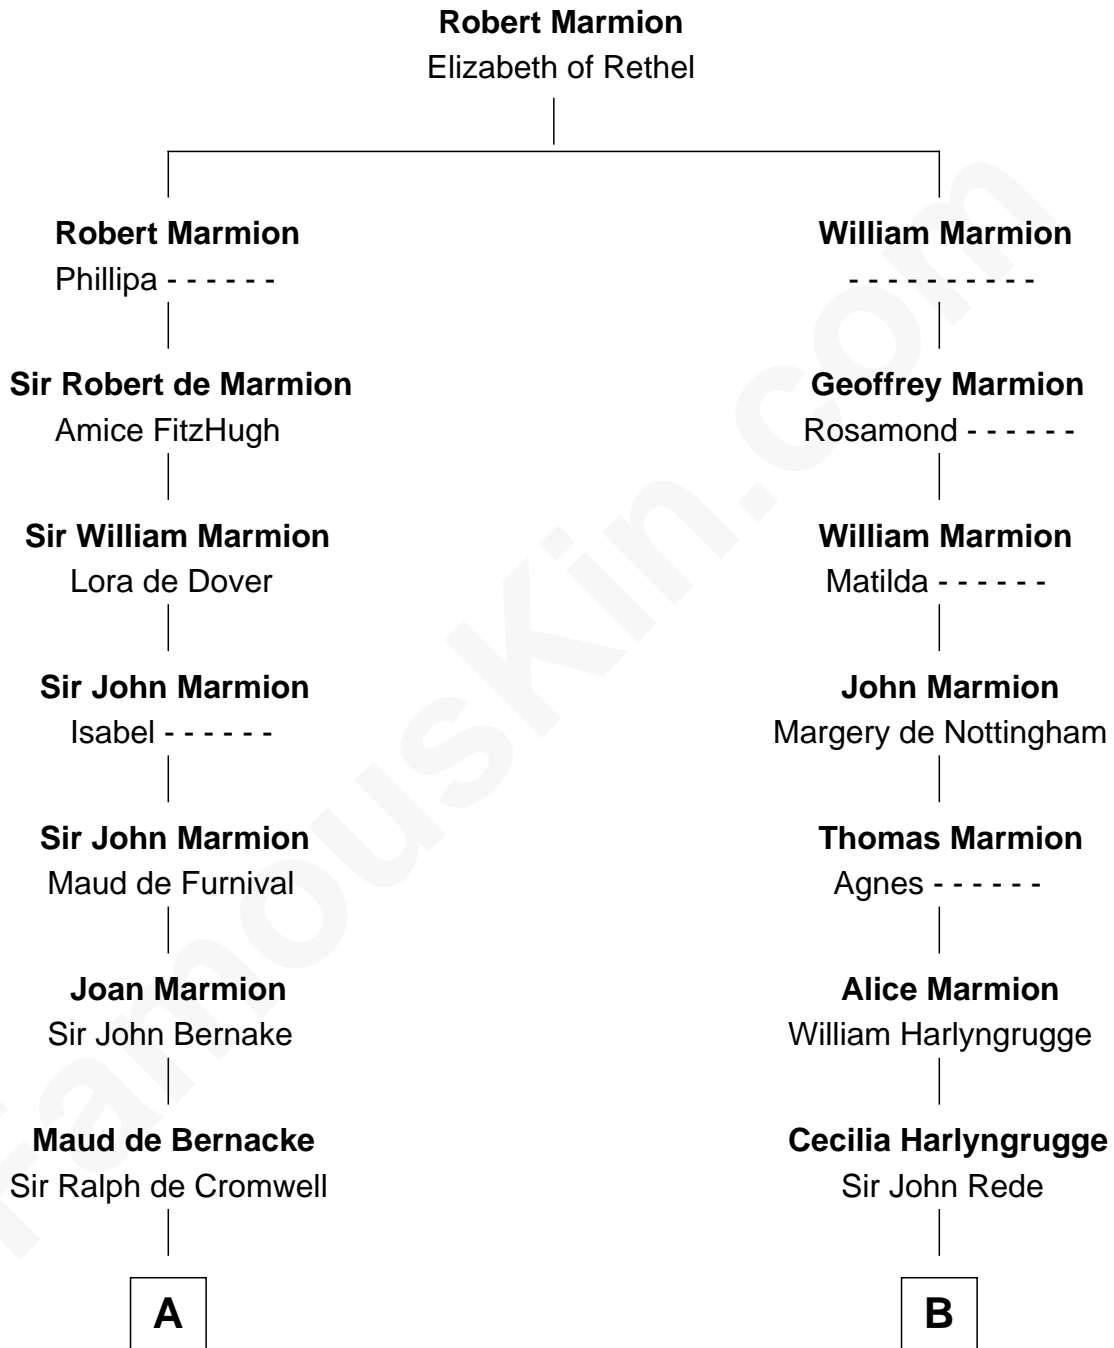 Robert Marmion
Elizabeth of Rethel
Robert Marmion
Phillipa - - - - - -
William Marmion
- - - - - - - - - -
Sir Robert de Marmion
Amice FitzHugh
Geoffrey Marmion
Rosamond - - - - - -
Sir William Marmion
Lora de Dover
William Marmion
Matilda - - - - - -
Sir John Marmion
Isabel - - - - - -
John Marmion
Margery de Nottingham
Sir John Marmion
Maud de Furnival
Thomas Marmion
Agnes - - - - - -
Joan Marmion
Sir John Bernake
Alice Marmion
William Harlyngrugge
Maud de Bernacke
Sir Ralph de Cromwell
Cecilia Harlyngrugge
Sir John Rede
A
B
FamousKin.com